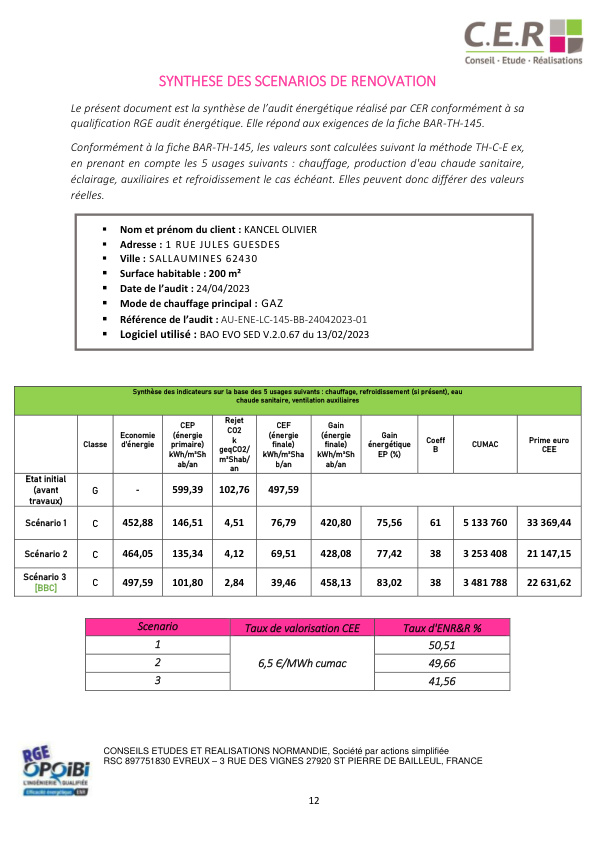 C.E.R
Conseil · Etude · Réalisations
SYNTHESE DES SCENARIOS DE RENOVATION
Le présent document est la synthèse de l'audit énergétique réalisé par CER conformément à sa
qualification RGE audit énergétique. Elle répond aux exigences de la fiche BAR-TH-145.
Conformément à la fiche BAR-TH-145, les valeurs sont calculées suivant la méthode TH-C-E ex,
en prenant en compte les 5 usages suivants : chauffage, production d'eau chaude sanitaire,
éclairage, auxiliaires et refroidissement le cas échéant. Elles peuvent donc différer des valeurs
réelles.
▪ Nom et prénom du client : KANCEL OLIVIER
▪ Adresse : 1 RUE JULES GUESDES
▪ Ville : SALLAUMINES 62430
▪ Surface habitable : 200 m²
▪ Date de l'audit : 24/04/2023
▪ Mode de chauffage principal : GAZ
▪ Référence de l'audit : AU-ENE-LC-145-BB-24042023-01
▪ Logiciel utilisé : BAO EVO SED V.2.0.67 du 13/02/2023
Synthèse des indicateurs sur la base des 5 usages suivants : chauffage, refroidissement (si présent), eau
chaude sanitaire, ventilation auxiliaires
Classe
Economie
d'énergie
CEP
(énergie
primaire)
kWh/m²Sh
ab/an
Rejet
CO2
k
geqCO2/
m²Shab/
an
CEF
(énergie
finale)
kWh/m²Sha
b/an
Gain
(énergie
finale)
kWh/m²Sh
ab/an
Gain
énergétique
EP (%)
Coeff
B
CUMAC
Prime euro
CEE
Etat initial
(avant
travaux)
G - 599,39 102,76 497,59
Scénario 1 C 452,88 146,51 4,51 76,79 420,80 75,56 61 5 133 760 33 369,44
Scénario 2 C 464,05 135,34 4,12 69,51 428,08 77,42 38 3 253 408 21 147,15
Scénario 3
[BBC]
C 497,59 101,80 2,84 39,46 458,13 83,02 38 3 481 788 22 631,62
Scenario Taux de valorisation CEE Taux d'ENR&R %
1 50,51
2 6,5 €/MWh cumac 49,66
3 41,56
RGE
OPQIBI
L'INGÉNIERIE QUALIFIÉE
CONSEILS ETUDES ET REALISATIONS NORMANDIE, Société par actions simplifiée
RSC 897751830 EVREUX – 3 RUE DES VIGNES 27920 ST PIERRE DE BAILLEUL, FRANCE
12